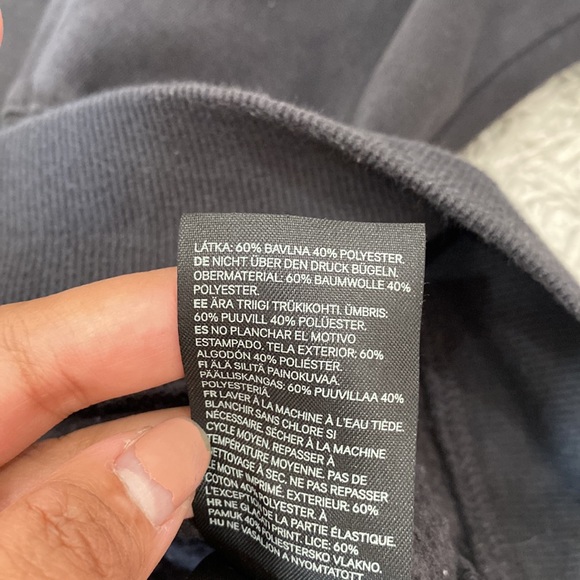 LÁTKA: 60% BAVLNA 40% POLYESTER.
DE NICHT ÜBER DEN DRUCK BÜGELN.
OBERMATERIAL: 60% BAUMWOLLE 40%
POLYESTER.
EE ÄRA TRIIGI TRÜKIKOHTI. ÜMBRIS:
60% PUUVILL 40% POLÜESTER.
ES NO PLANCHAR EL MOTIVO
ESTAMPADO. TELA EXTERIOR: 60%
ALGODÓN 40% POLIÉSTER.
FI ÄLÄ SILITÄ PAINOKUVAA.
PÄÄLLISKANGAS: 60% PUUVILLAA 40%
POLYESTERIÄ.
FR LAVER À LA MACHINE À L'EAU TIÈDE.
BLANCHIR SANS CHLORE SI
NÉCESSAIRE. SÉCHER À LA MACHINE
CYCLE MOYEN. REPASSER À
TEMPÉRATURE MOYENNE. PAS DE
NETTOYAGE À SEC. NE PAS REPASSER
LE MOTIF IMPRIMÉ. EXTERIEUR: 60%
COTON 40% POLYESTER. À
L'EXCEPTION DE LA PARTIE ÉLASTIQUE.
HR NE GLAČATI PRINT. LICE: 60%
PAMUK 40% POLIESTERSKO VLAKNO.
HU NE VASALJON A NYOMTATOTT